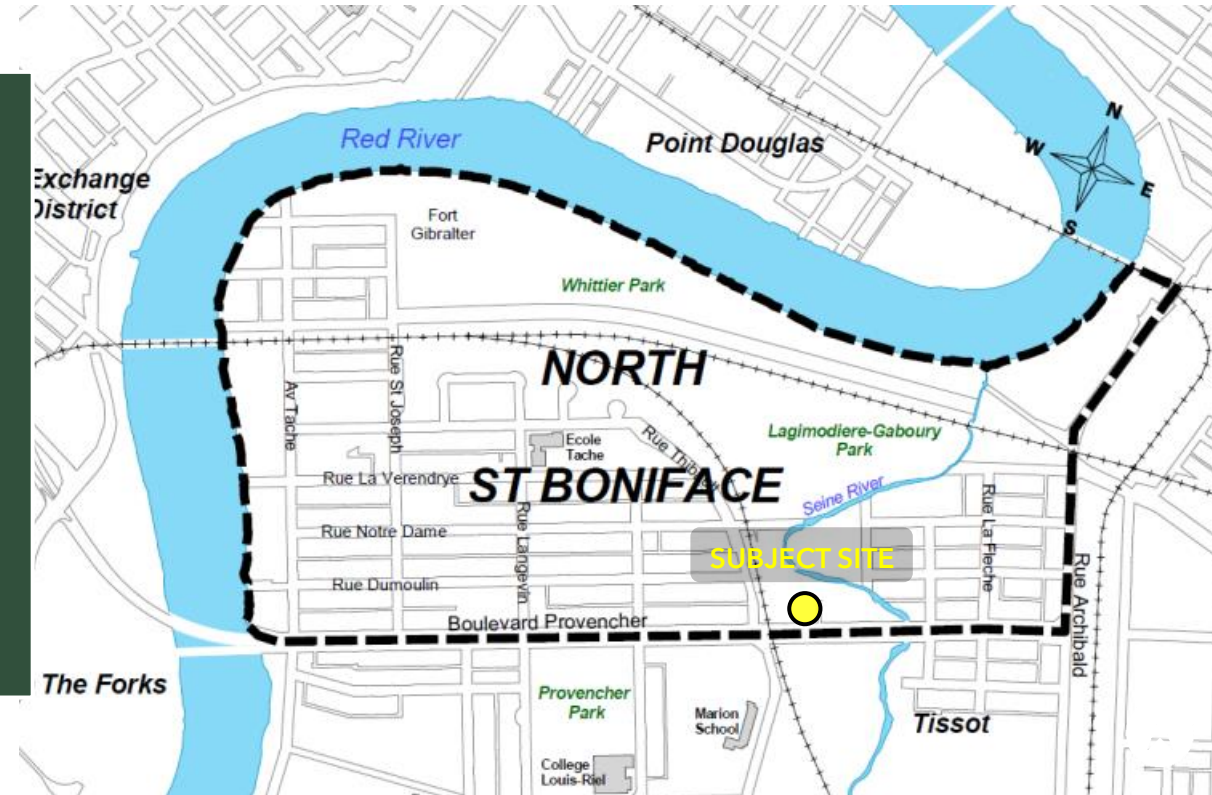 N
W
E
S
Red River
Point Douglas
Exchange
District
Fort
Gibralter
Whittier Park
NORTH
Rue St Joseph
Av Tache
Ecole
Tache
Rue Thibault
Lagimodiere-Gaboury
Park
Rue La Verendrye
ST BONIFACE
Seine River
Rue La Fleche
Rue Notre Dame
Rue Langevin
SUBJECT SITE
Rue Dumoulin
Rue Archibald
Boulevard Provencher
The Forks
Provencher
Park
Marion
School
Tissot
College
Louis-Riel